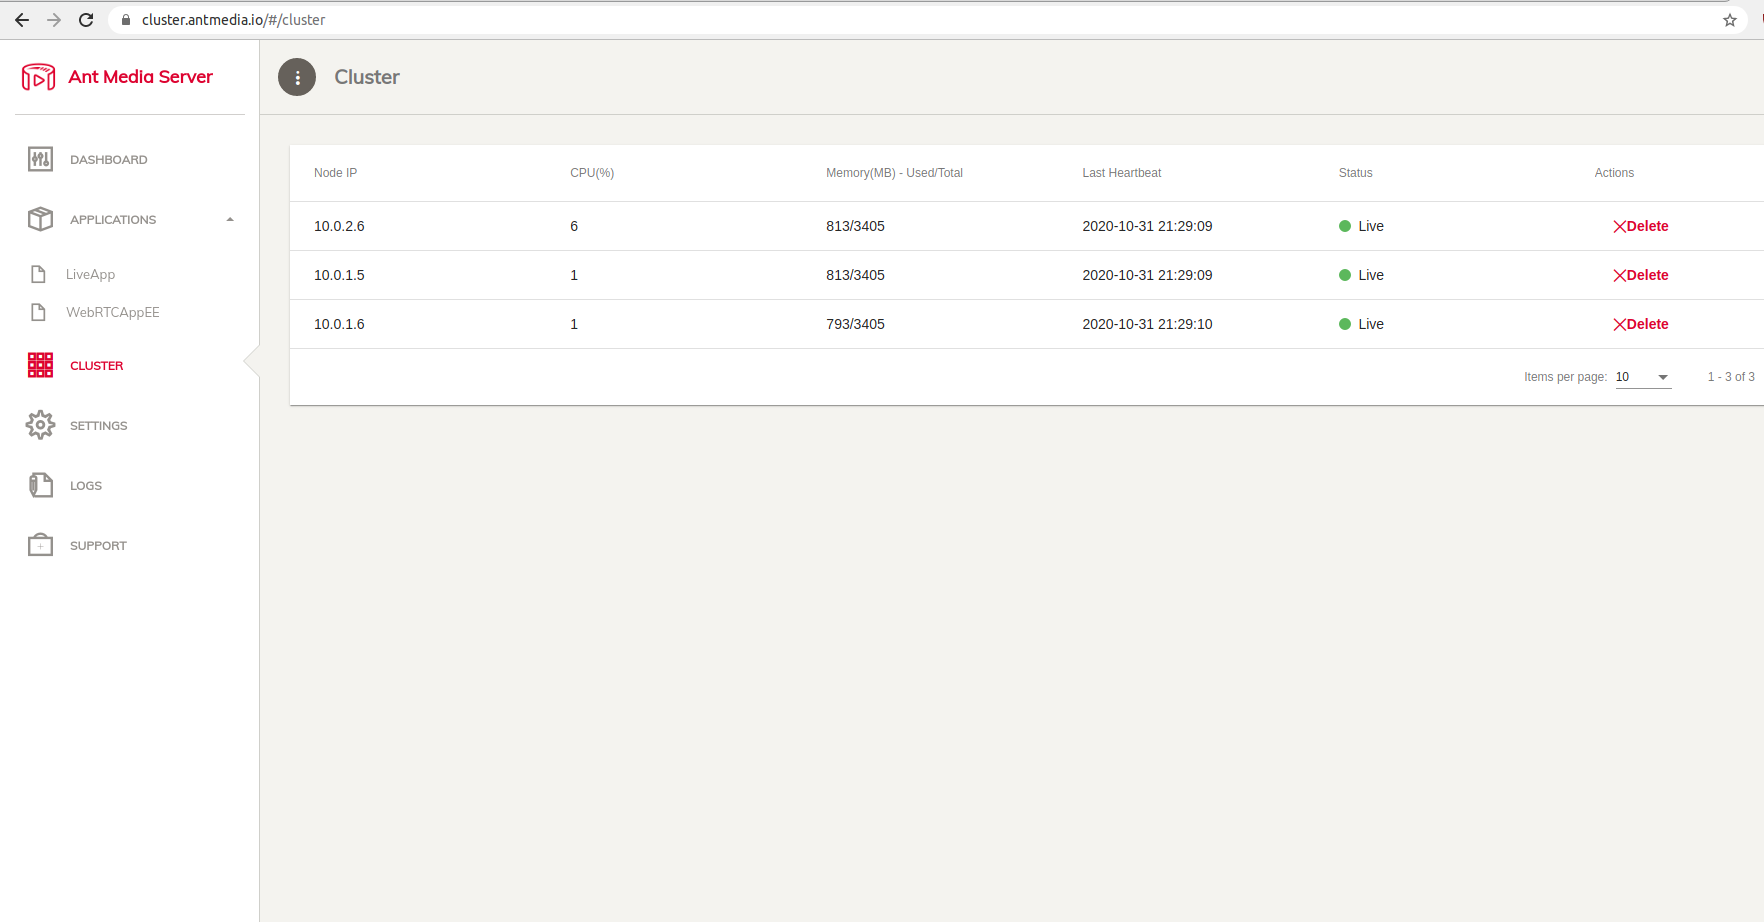 cluster.antmedia.io/#/cluster
Ant Media Server
Cluster
DASHBOARD
APPLICATIONS
LiveApp
WebRTCAppEE
CLUSTER
SETTINGS
LOGS
SUPPORT
Node IP CPU(%) Memory(MB) - Used/Total Last Heartbeat Status Actions
10.0.2.6 6 813/3405 2020-10-31 21:29:09 Live Delete
10.0.1.5 1 813/3405 2020-10-31 21:29:09 Live Delete
10.0.1.6 1 793/3405 2020-10-31 21:29:10 Live Delete
Items per page: 10 1 - 3 of 3